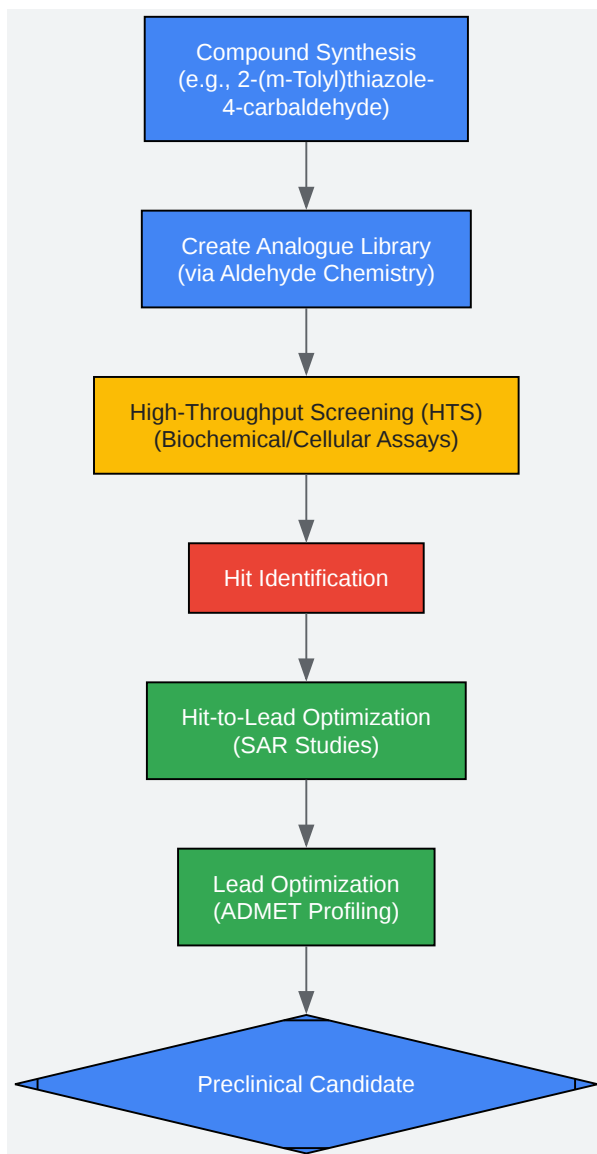 Compound Synthesis
(e.g., 2-(m-Tolyl)thiazole-
4-carbaldehyde)
Create Analogue Library
(via Aldehyde Chemistry)
High-Throughput Screening (HTS)
(Biochemical/Cellular Assays)
Hit Identification
Hit-to-Lead Optimization
(SAR Studies)
Lead Optimization
(ADMET Profiling)
Preclinical Candidate